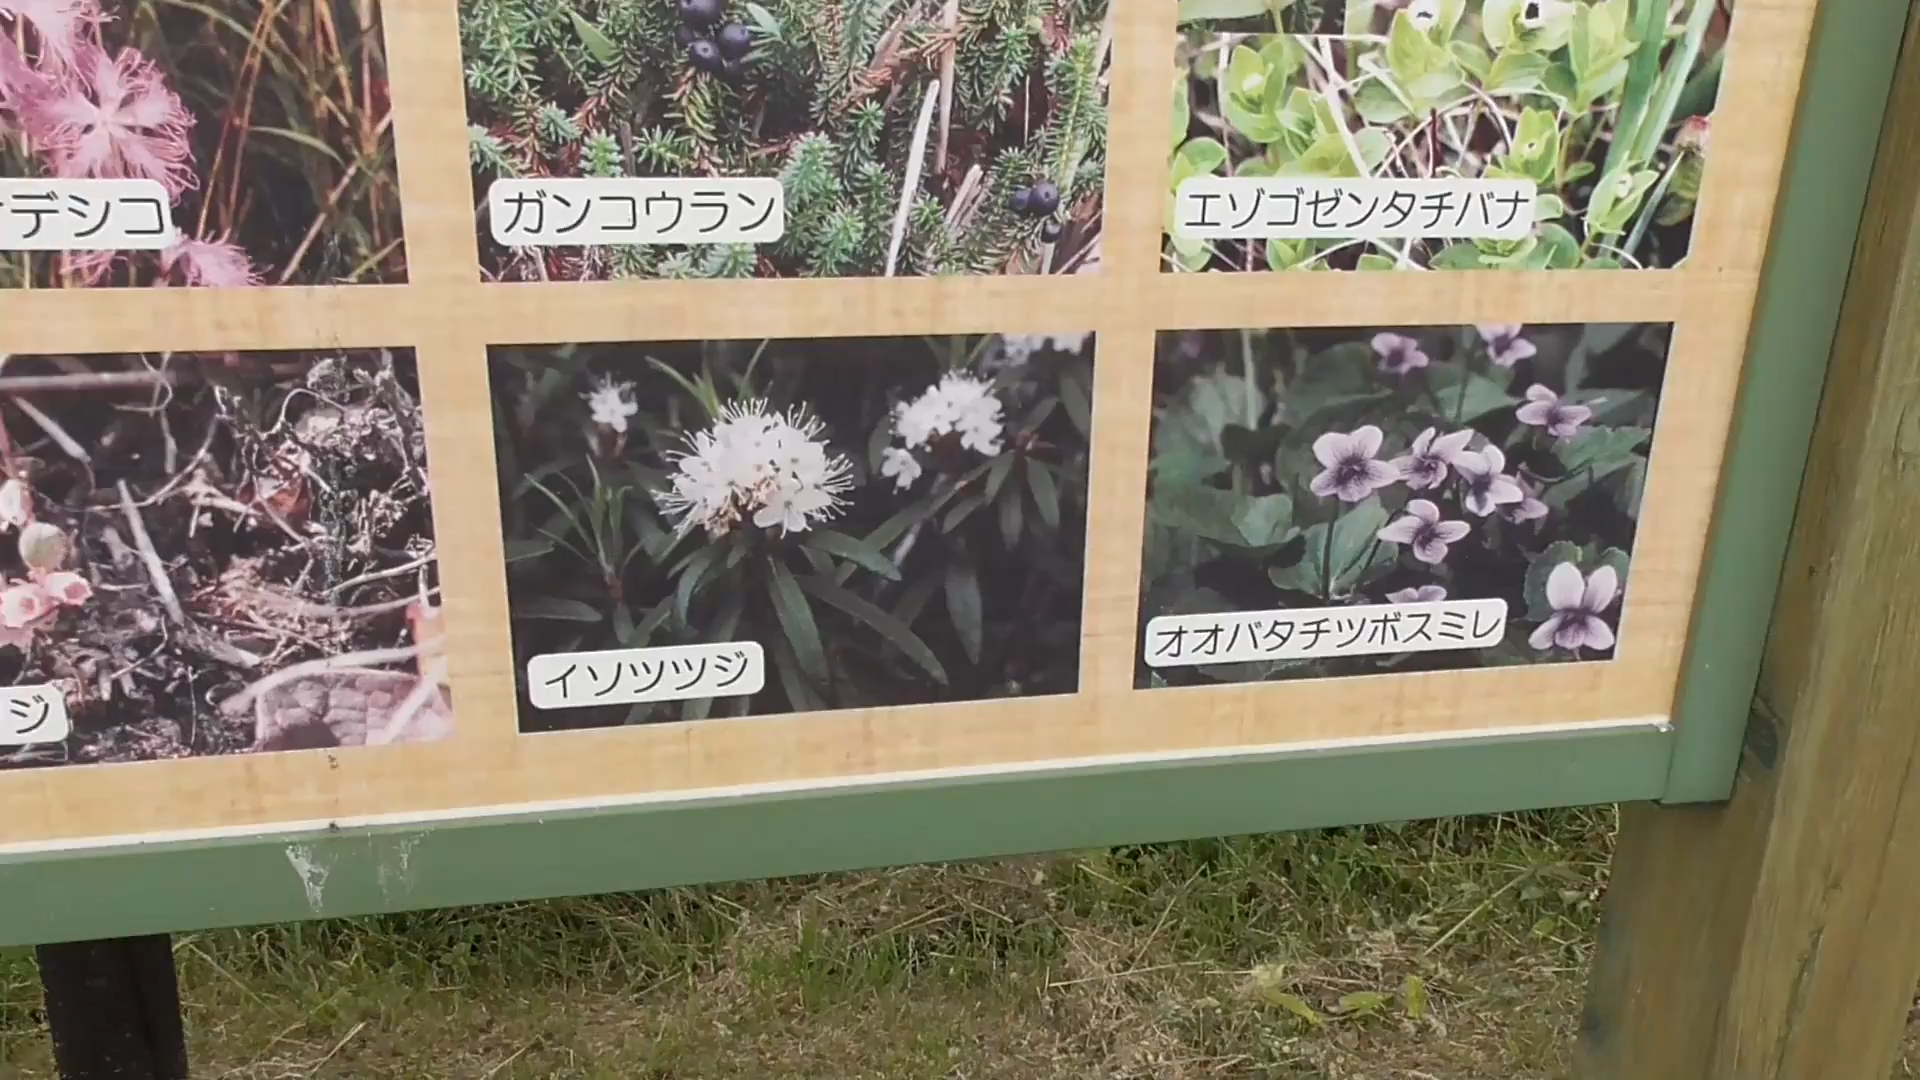 デシコ
ガンコウラン
エゾゴゼンタチバナ
ジ
イソツツジ
オオバタチツボスミレ